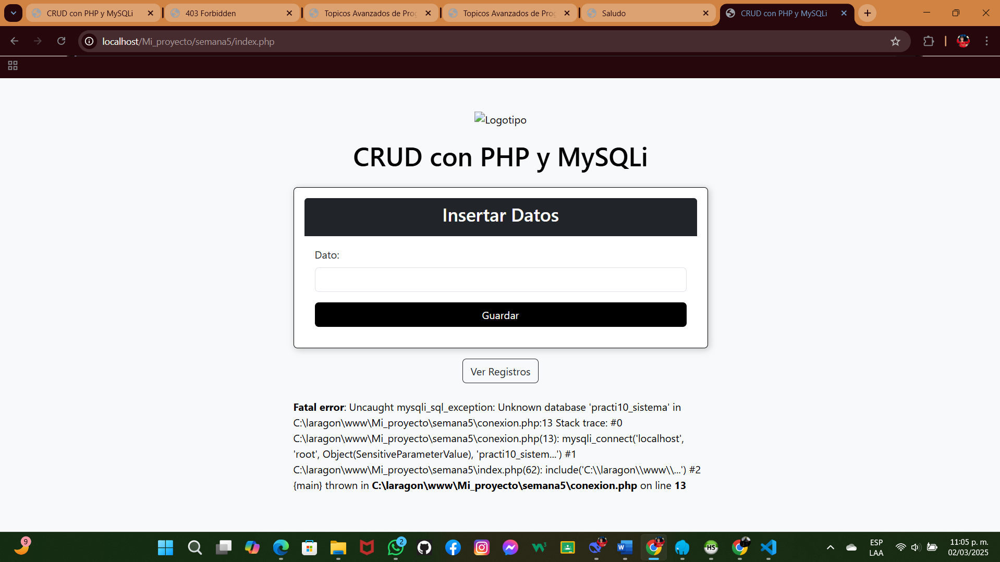 CRUD con PHP y MySQLi
403 Forbidden
Topicos Avanzados de Prog
Topicos Avanzados de Prog
Saludo
CRUD con PHP y MySQLi
localhost/Mi_proyecto/semana5/index.php
Logotipo
CRUD con PHP y MySQLi
Insertar Datos
Dato:
Guardar
Ver Registros
Fatal error: Uncaught mysqli_sql_exception: Unknown database 'practi10_sistema' in
C:\laragon\www\Mi_proyecto\semana5\conexion.php:13 Stack trace: #0
C:\laragon\www\Mi_proyecto\semana5\conexion.php(13): mysqli_connect('localhost',
'root', Object(SensitiveParameterValue), 'practi10_sistem...') #1
C:\laragon\www\Mi_proyecto\semana5\index.php(62): include('C:\\laragon\\www\\...') #2
{main} thrown in C:\laragon\www\Mi_proyecto\semana5\conexion.php on line 13
9
2
W3
W
HS
ESP
LAA
11:05 p. m.
02/03/2025